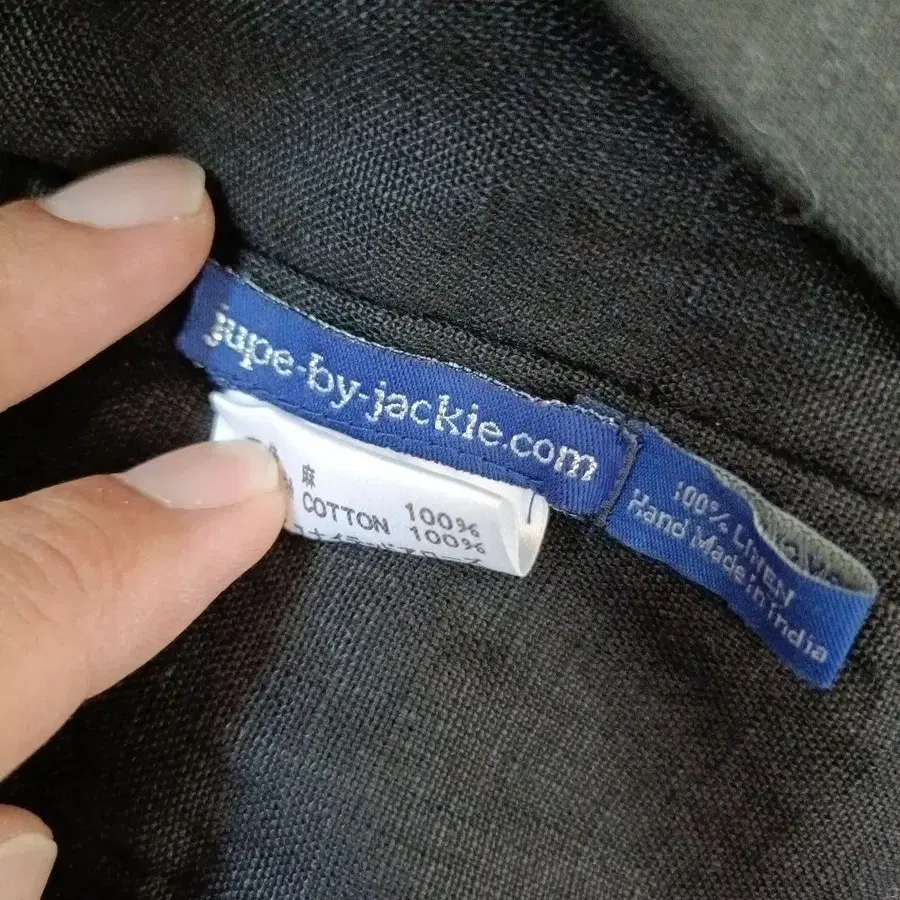 jupe-by-jackie.com
麻 100%
COTTON 100%
100% LINEN
Hand Made in India